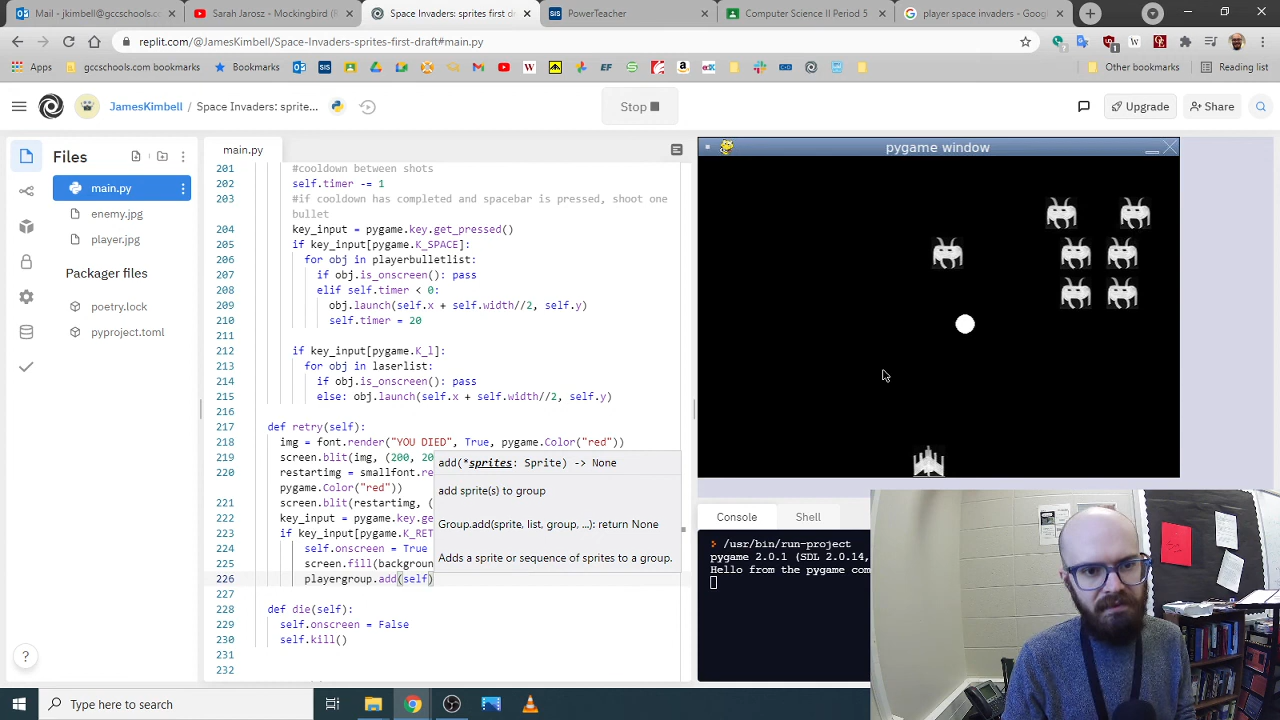 Mail - jkimbell@gccschools.com
Sarah Jarosz - Mockingbird (
Space Invaders: sprites first dra
PowerTeacher
Computer Science II Period 5
player space invaders - Goog
replit.com/@JamesKimbell/Space-Invaders-sprites-first-draft#main.py
Apps
gccschools.com
Bookmarks
SIS
EF
Other bookmarks
Reading list
JamesKimbell / Space Invaders: sprite...
Stop
Upgrade
Share
Files
main.py
enemy.jpg
player.jpg
Packager files
poetry.lock
pyproject.toml
main.py
201 #cooldown between shots
202 self.timer -= 1
203 #if cooldown has completed and spacebar is pressed, shoot one
bullet
204 key_input = pygame.key.get_pressed()
205 if key_input[pygame.K_SPACE]:
206 for obj in playerbulletlist:
207 if obj.is_onscreen(): pass
208 elif self.timer < 0:
209 obj.launch(self.x + self.width//2, self.y)
210 self.timer = 20
211
212 if key_input[pygame.K_l]:
213 for obj in laserlist:
214 if obj.is_onscreen(): pass
215 else: obj.launch(self.x + self.width//2, self.y)
216
217 def retry(self):
218 img = font.render("YOU DIED", True, pygame.Color("red"))
219 screen.blit(img, (200, 20
220 restartimg = smallfont.re
pygame.Color("red"))
221 screen.blit(restartimg, (
222 key_input = pygame.key.ge
223 if key_input[pygame.K_RET
224 self.onscreen = True
225 screen.fill(backgroun
226 playergroup.add(self)
227
228 def die(self):
229 self.onscreen = False
230 self.kill()
231
232
add(*sprites: Sprite) -> None
add sprite(s) to group
Group.add(sprite, list, group, ...): return None
Adds a sprite or sequence of sprites to a group.
pygame window
Console
Shell
/usr/bin/run-project
pygame 2.0.1 (SDL 2.0.14,
Hello from the pygame com
Type here to search